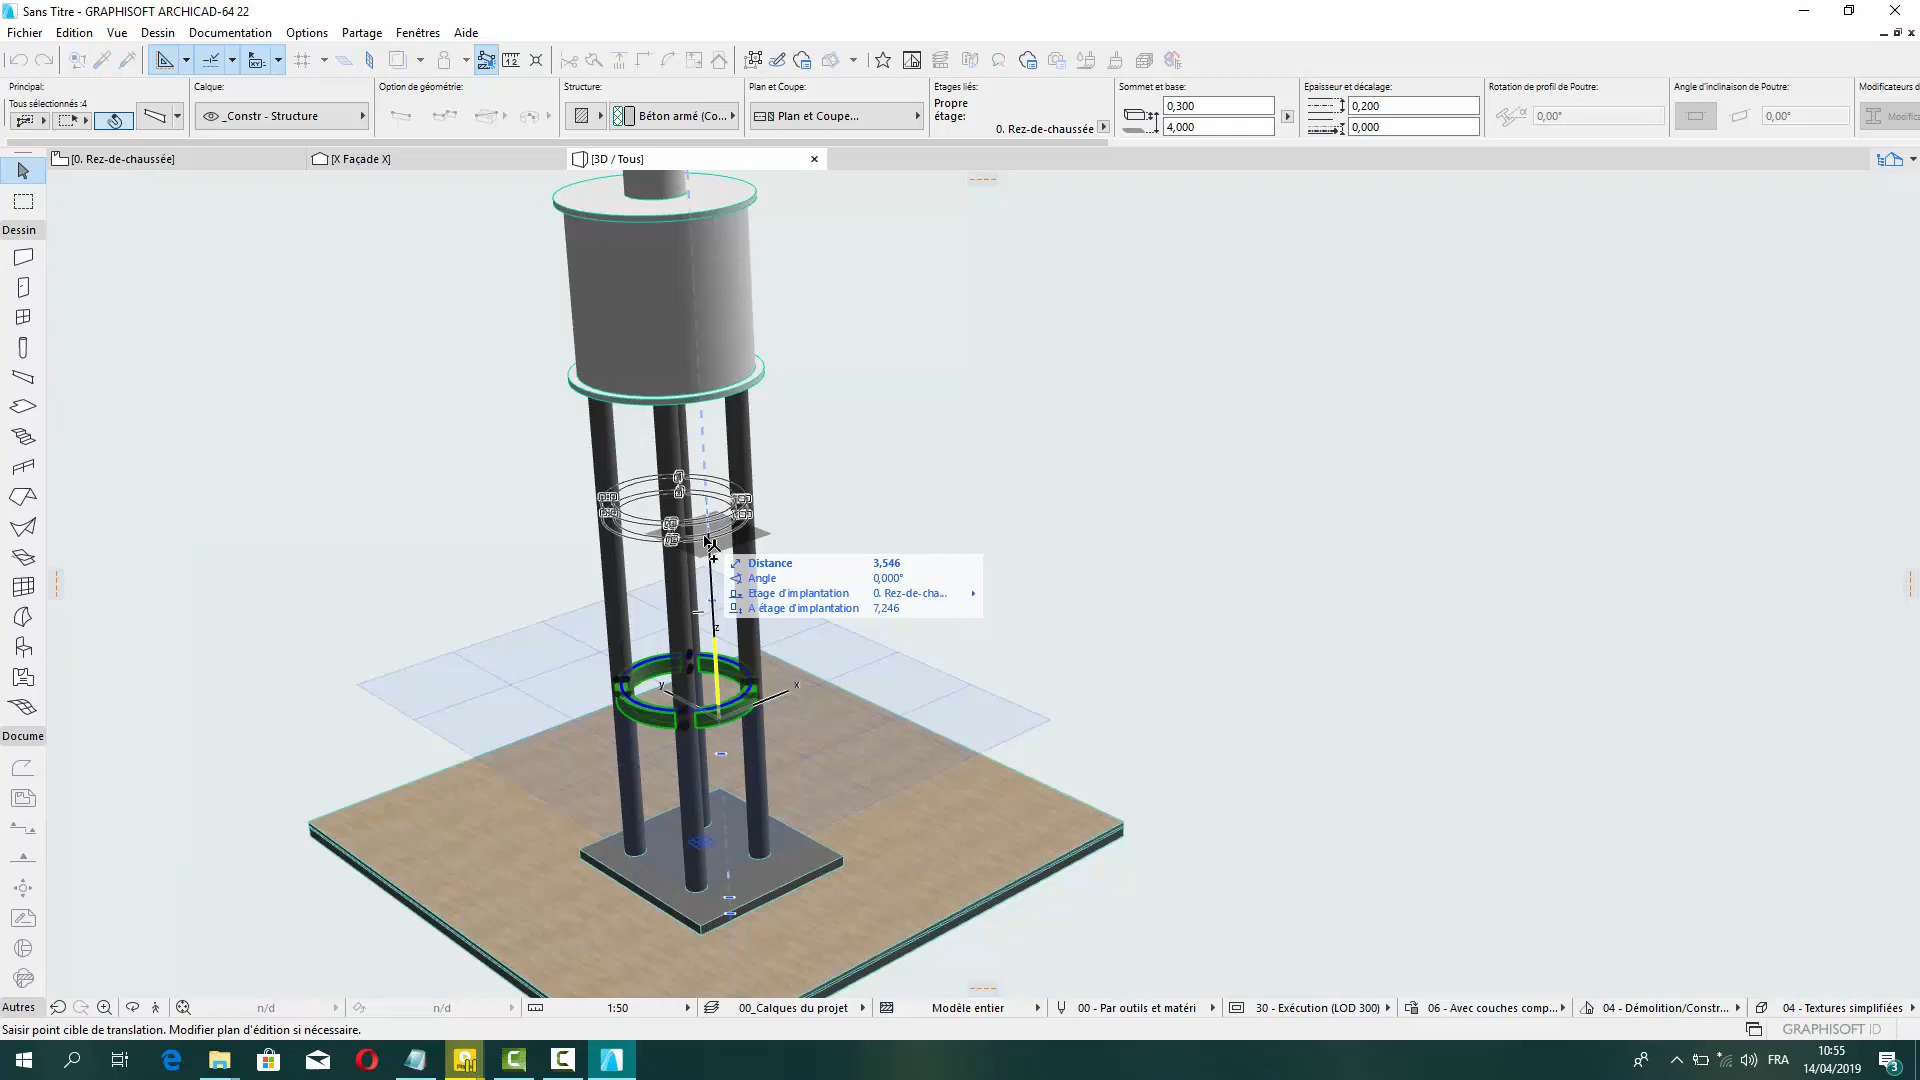 Sans Titre - GRAPHISOFT ARCHICAD-64 22
Fichier Edition Vue Dessin Documentation Options Partage Fenêtres Aide
Principal:
Tous sélectionnés :4
Calque:
_Constr - Structure
Option de géométrie:
Structure:
Béton armé (Co...
Plan et Coupe:
Plan et Coupe...
Etages liés:
Propre
étage:
0. Rez-de-chaussée
Sommet et base:
0,300
4,000
Epaisseur et décalage:
0,200
0,000
Rotation de profil de Poutre:
0,00°
Angle d'inclinaison de Poutre:
0,00°
Modificateurs d
Modifica
[0. Rez-de-chaussée]
[X Façade X]
[3D / Tous]
Dessin
Distance 3,546
Angle 0,000°
Etage d'implantation 0. Rez-de-cha...
A étage d'implantation 7,246
z
y
x
Docume
Autres
n/d
n/d
1:50
00_Calques du projet
Modèle entier
00 - Par outils et matéri
30 - Exécution (LOD 300)
06 - Avec couches comp...
04 - Démolition/Constr...
04 - Textures simplifiées
Saisir point cible de translation. Modifier plan d'édition si nécessaire.
GRAPHISOFT ID
FRA
10:55
14/04/2019
3